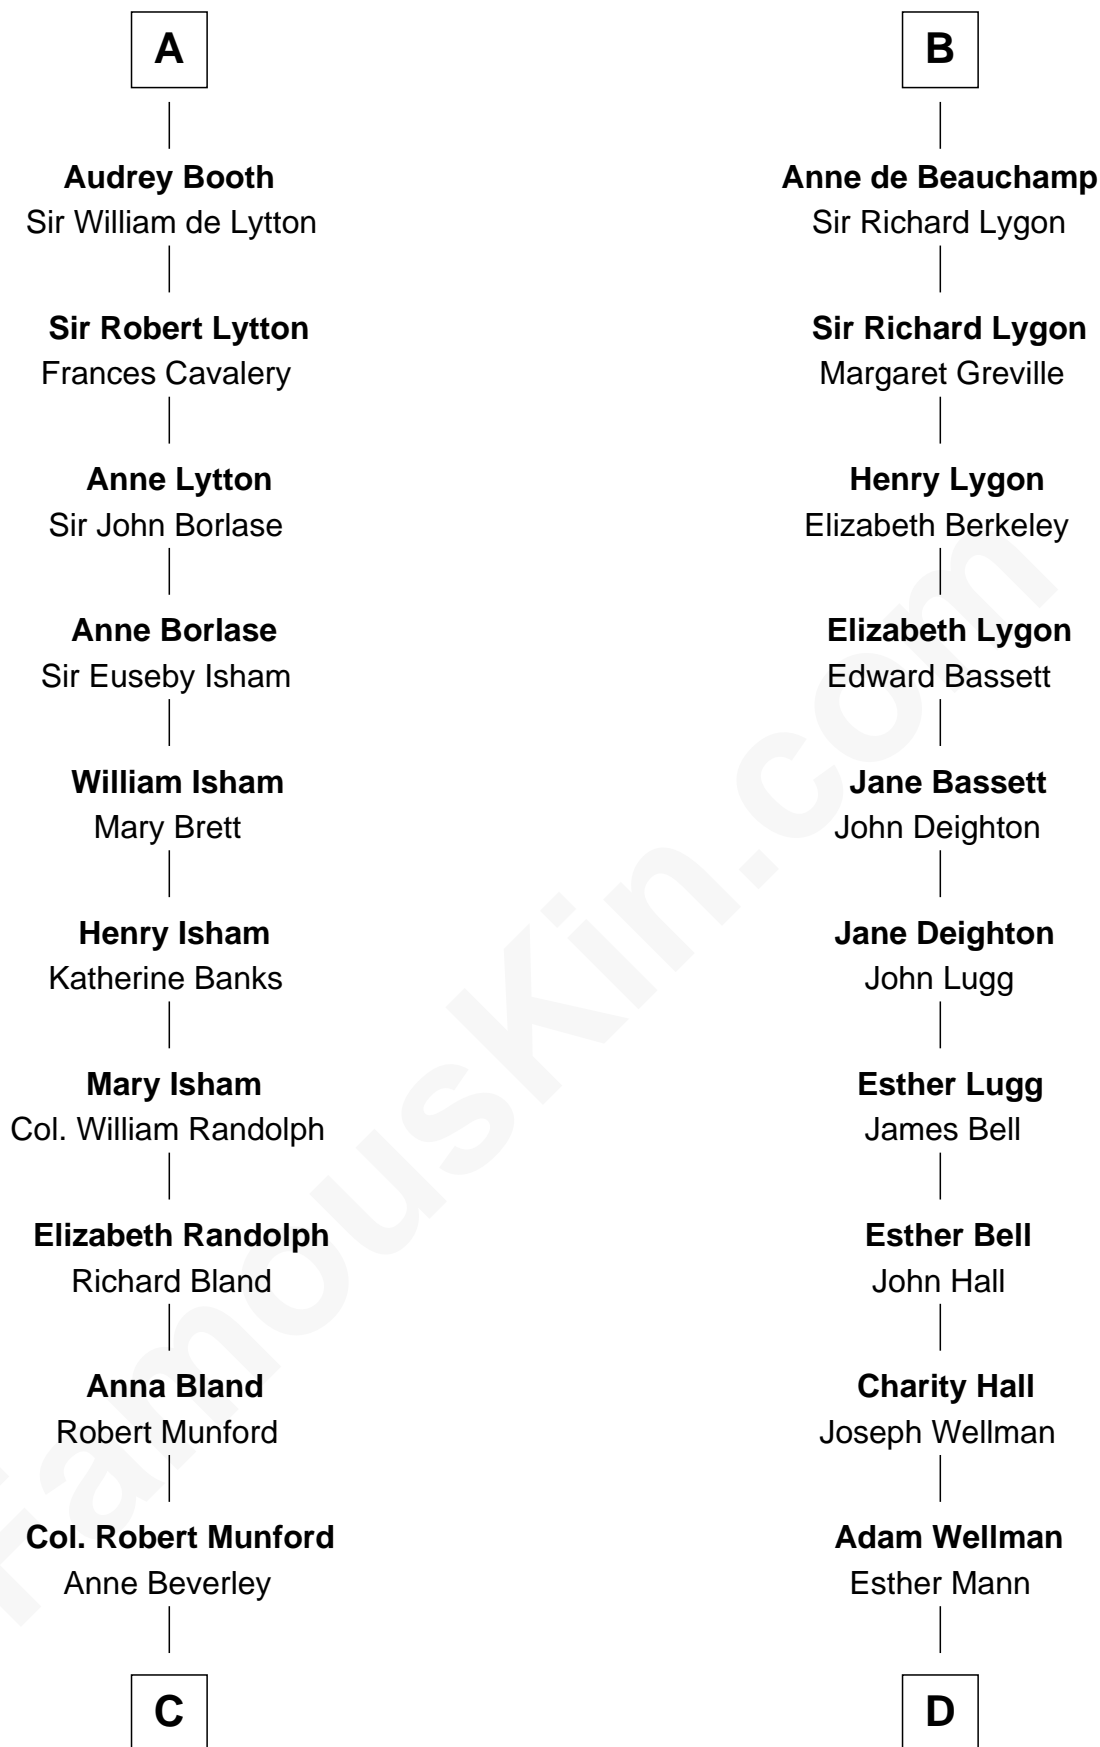 A
Audrey Booth
Sir William de Lytton
Sir Robert Lytton
Frances Cavalery
Anne Lytton
Sir John Borlase
Anne Borlase
Sir Euseby Isham
William Isham
Mary Brett
Henry Isham
Katherine Banks
Mary Isham
Col. William Randolph
Elizabeth Randolph
Richard Bland
Anna Bland
Robert Munford
Col. Robert Munford
Anne Beverley
C
B
Anne de Beauchamp
Sir Richard Lygon
Sir Richard Lygon
Margaret Greville
Henry Lygon
Elizabeth Berkeley
Elizabeth Lygon
Edward Bassett
Jane Bassett
John Deighton
Jane Deighton
John Lugg
Esther Lugg
James Bell
Esther Bell
John Hall
Charity Hall
Joseph Wellman
Adam Wellman
Esther Mann
D
FamousKin.com